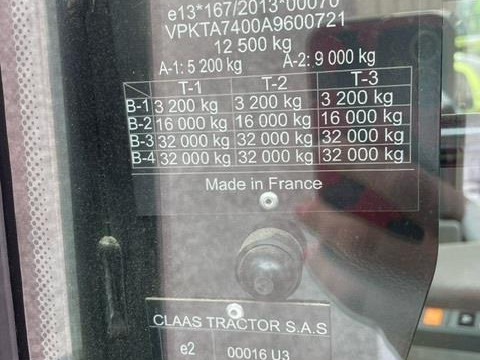 e13*167/2013*00070
VPKTA7400A9600721
12 500 kg
A-1: 5 200 kg A-2: 9 000 kg
T-1 T-2 T-3
B-1 3 200 kg 3 200 kg 3 200 kg
B-2 16 000 kg 16 000 kg 16 000 kg
B-3 32 000 kg 32 000 kg 32 000 kg
B-4 32 000 kg 32 000 kg 32 000 kg
Made in France
CLAAS TRACTOR S.A.S
e2 00016 U3